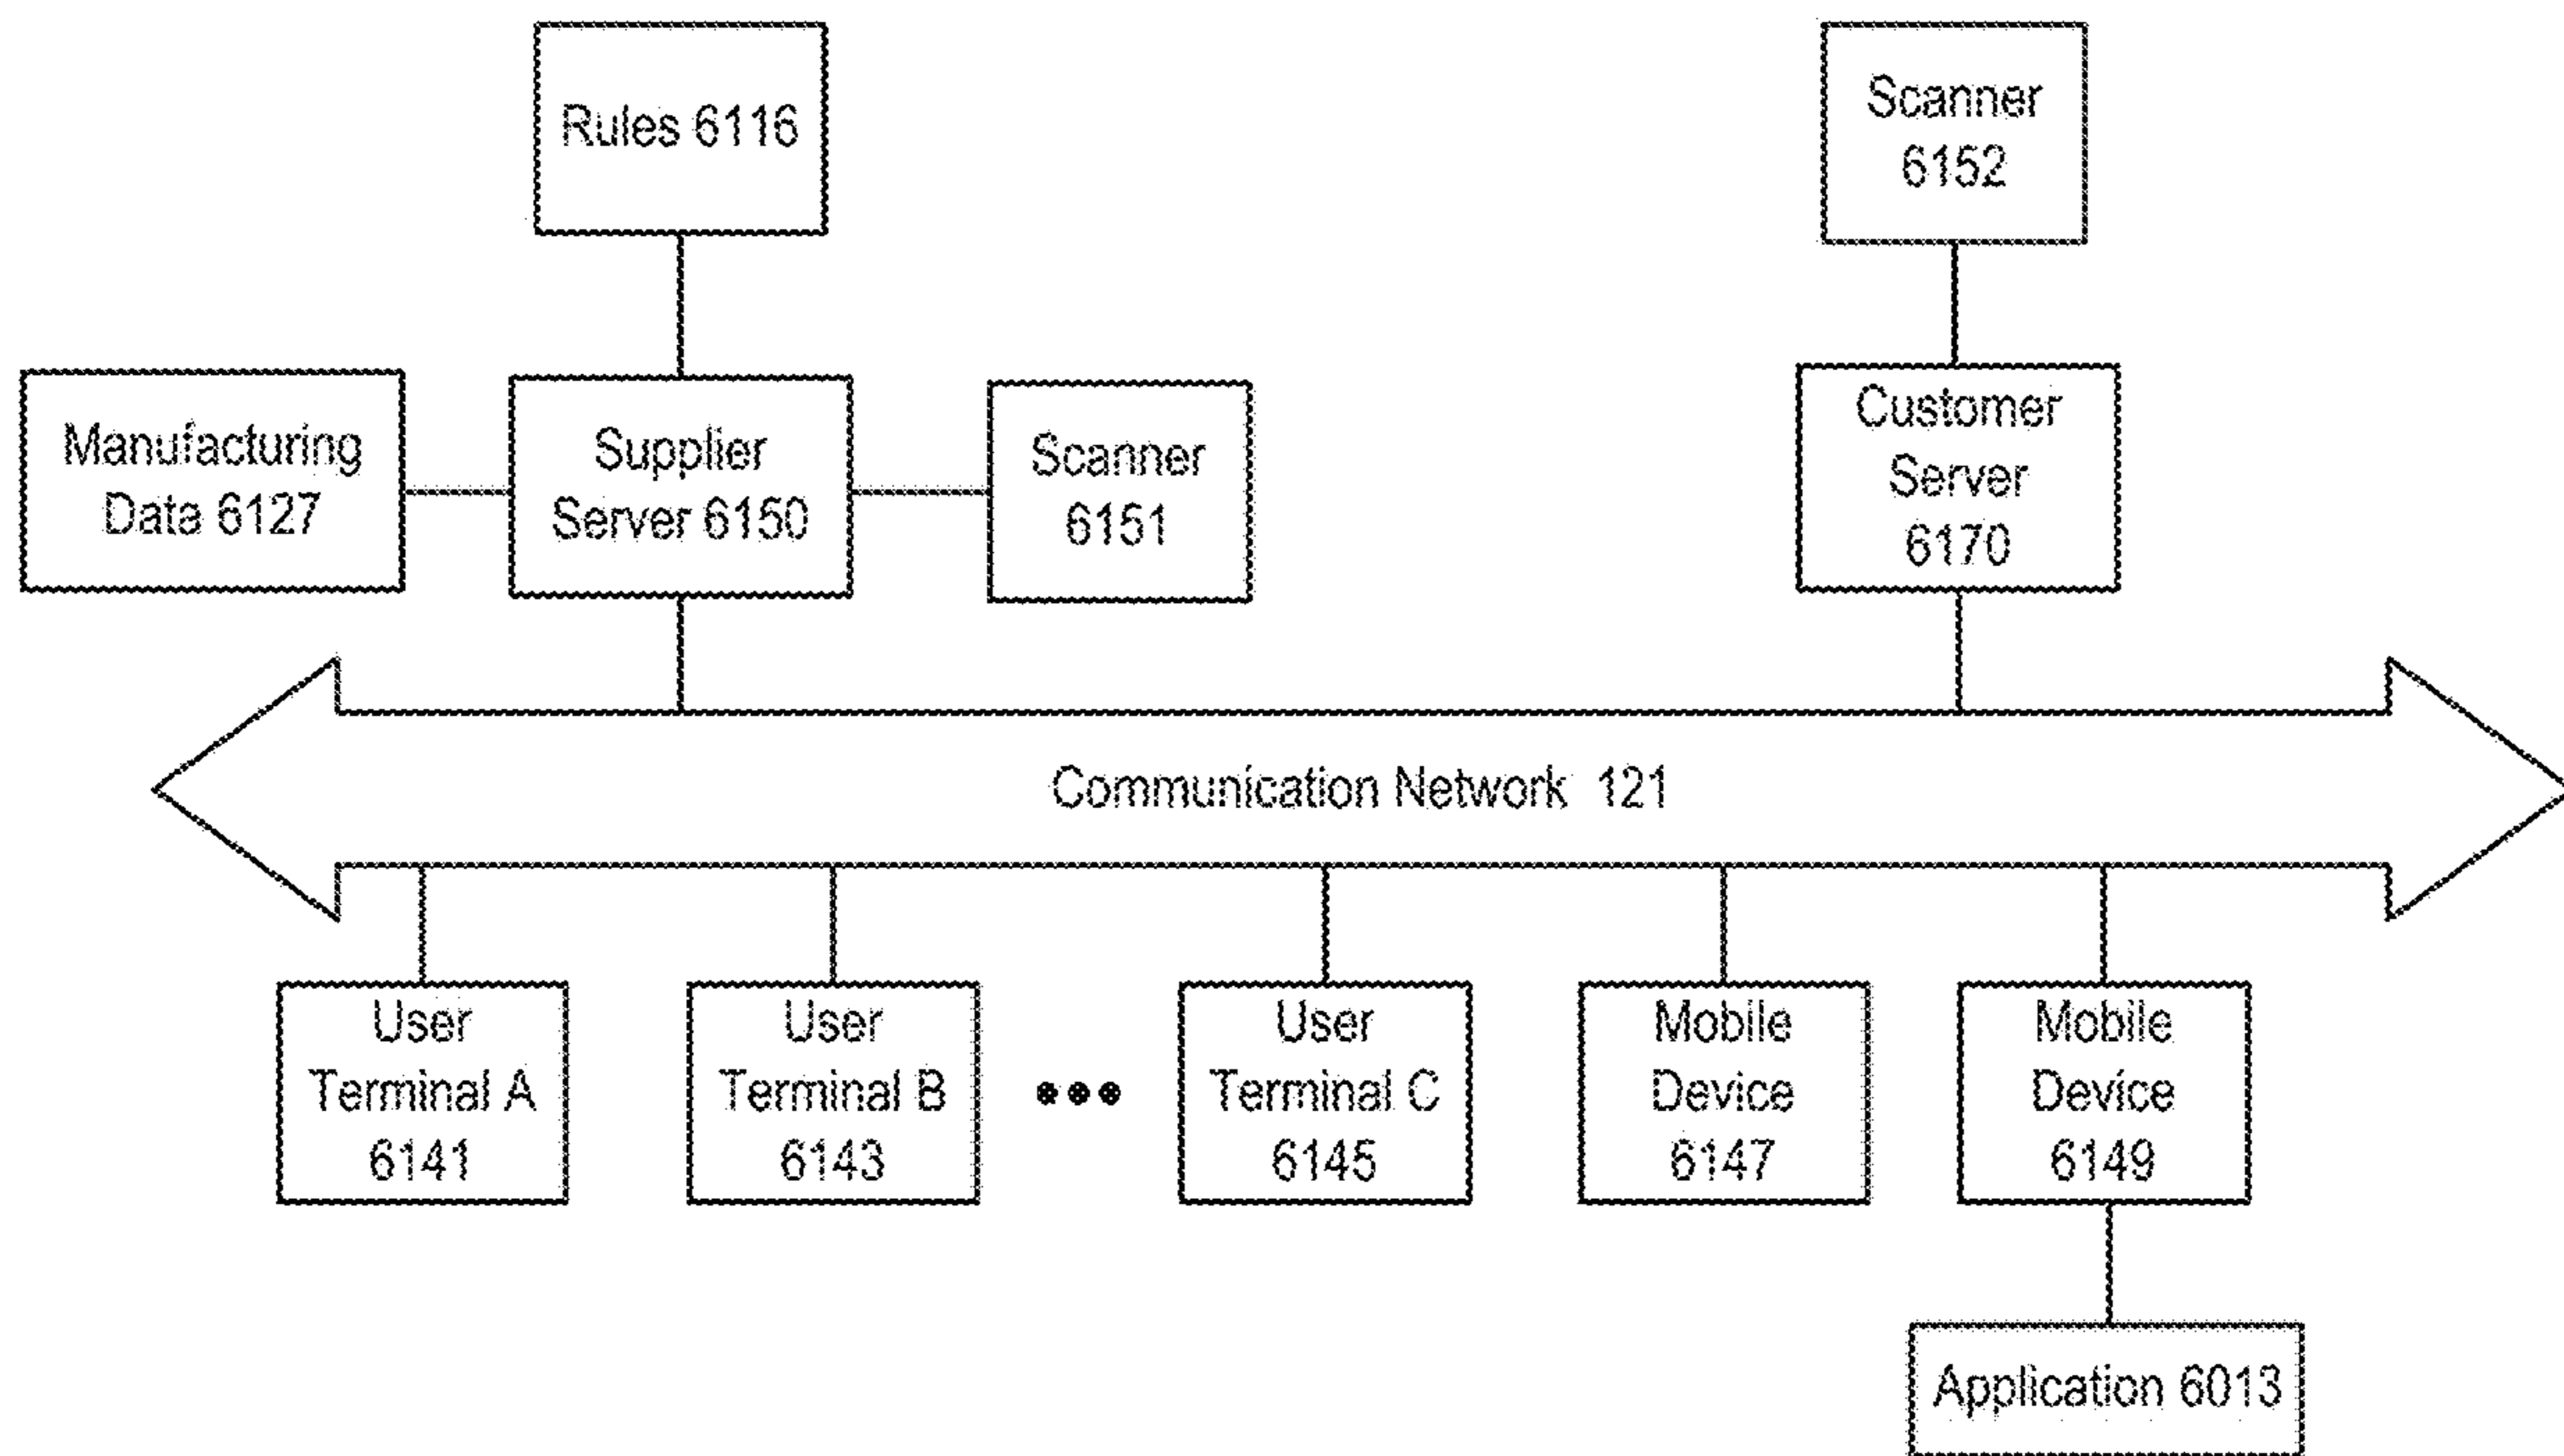 Rules 6116
Scanner
6152
Manufacturing
Data 6127
Supplier
Server 6150
Scanner
6151
Customer
Server
6170
Communication Network 121
User
Terminal A
6141
User
Terminal B
6143
User
Terminal C
6145
Mobile
Device
6147
Mobile
Device
6149
Application 6013